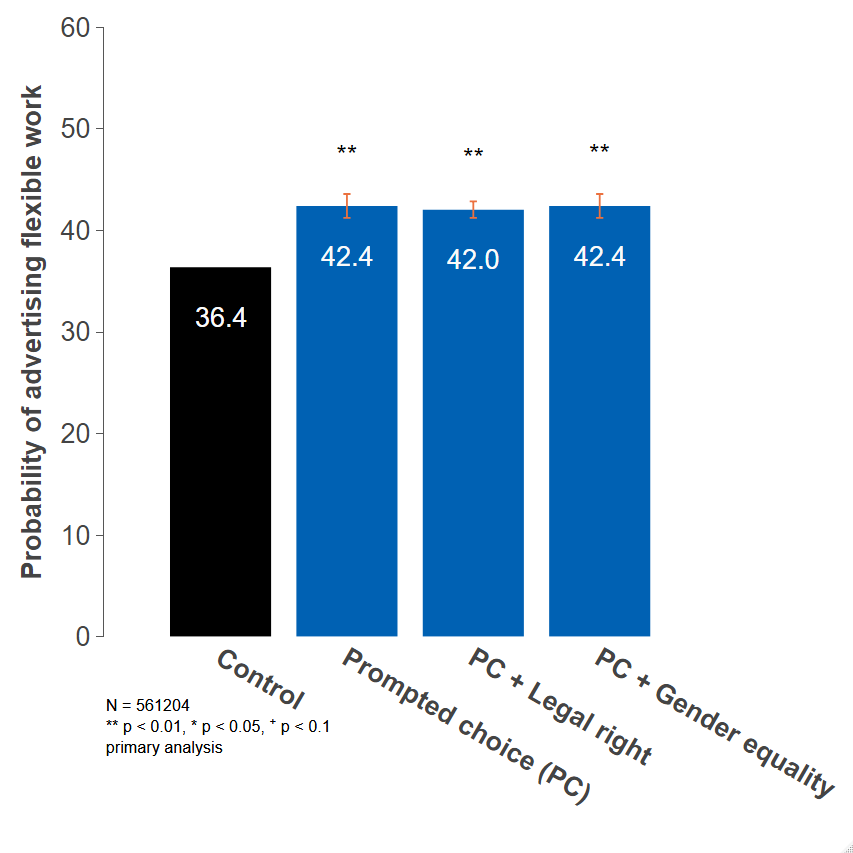 Probability of advertising flexible work
60
50
40
30
20
10
0
**
**
**
36.4
42.4
42.0
42.4
Control
Prompted choice (PC)
PC + Legal right
PC + Gender equality
N = 561204
** p < 0.01, * p < 0.05, + p < 0.1
primary analysis